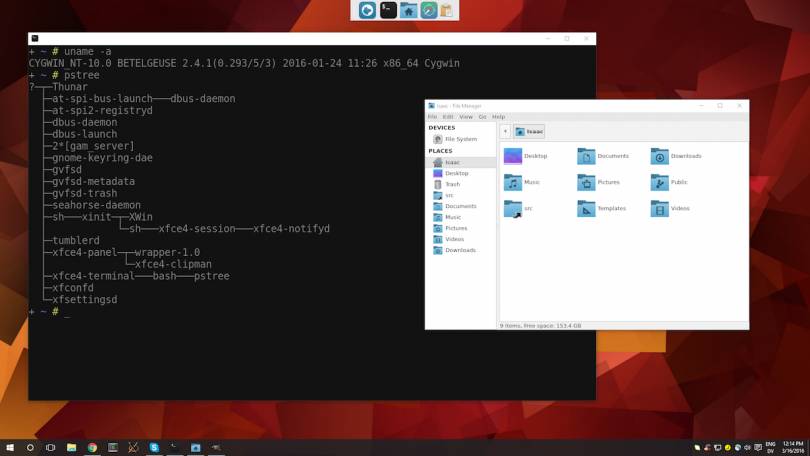 + ~ # uname -a
CYGWIN_NT-10.0 BETELGEUSE 2.4.1(0.293/5/3) 2016-01-24 11:26 x86_64 Cygwin
+ ~ # pstree
?─┬─Thunar
├─at-spi-bus-launch───dbus-daemon
├─at-spi2-registryd
├─dbus-daemon
├─dbus-launch
├─2*[gam_server]
├─gnome-keyring-dae
├─gvfsd
├─gvfsd-metadata
├─gvfsd-trash
├─seahorse-daemon
├─sh───xinit─┬─XWin
└─sh───xfce4-session───xfce4-notifyd
├─tumblerd
├─xfce4-panel─┬─wrapper-1.0
└─xfce4-clipman
├─xfce4-terminal───bash───pstree
├─xfconfd
└─xfsettingsd
+ ~ # _
isaac - File Manager
File Edit View Go Help
DEVICES
File System
PLACES
isaac
Desktop
Trash
src
Documents
Music
Pictures
Videos
Downloads
isaac
Desktop Documents Downloads
Music Pictures Public
src Templates Videos
9 items, Free space: 153.4 GB
ENG 12:14 PM
DV 3/16/2016